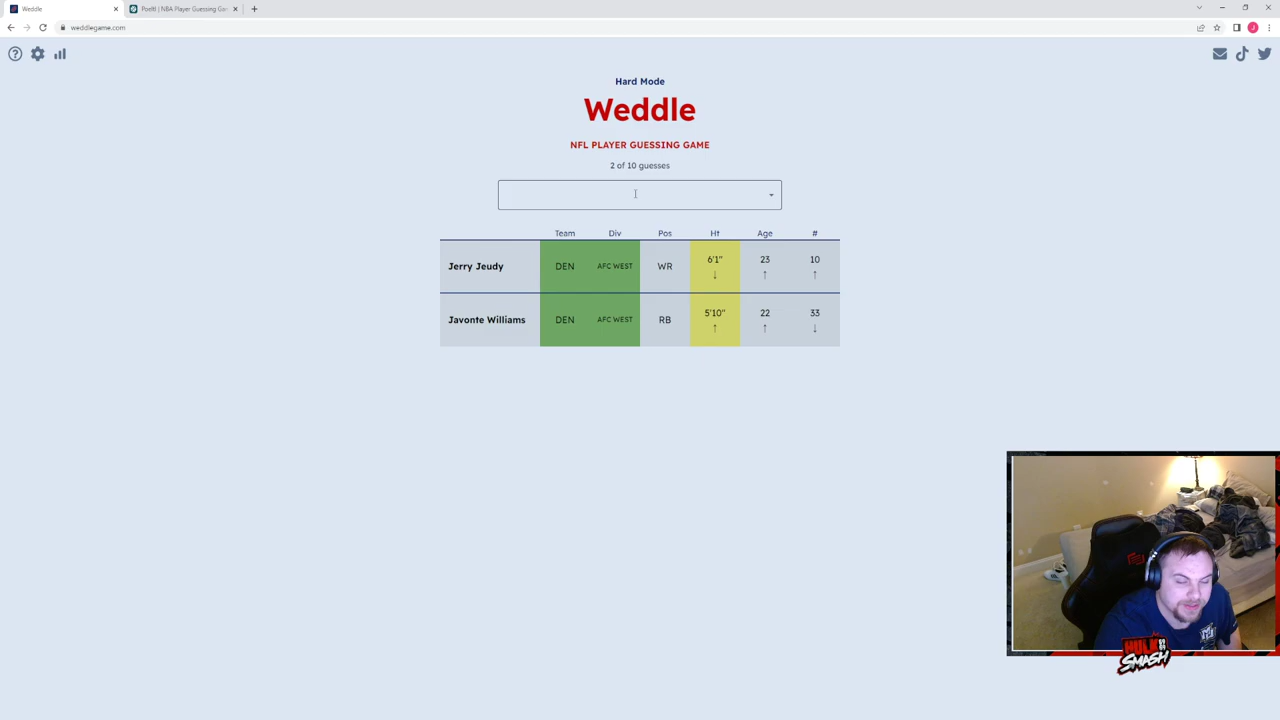 Weddle
Poeltl | NBA Player Guessing Ga
weddlegame.com
J
Hard Mode
Weddle
NFL PLAYER GUESSING GAME
2 of 10 guesses
Team Div Pos Ht Age #
Jerry Jeudy DEN AFC WEST WR 6'1" 23 10
↓ ↑ ↑
Javonte Williams DEN AFC WEST RB 5'10" 22 33
↑ ↑ ↓
HULK
SMASH